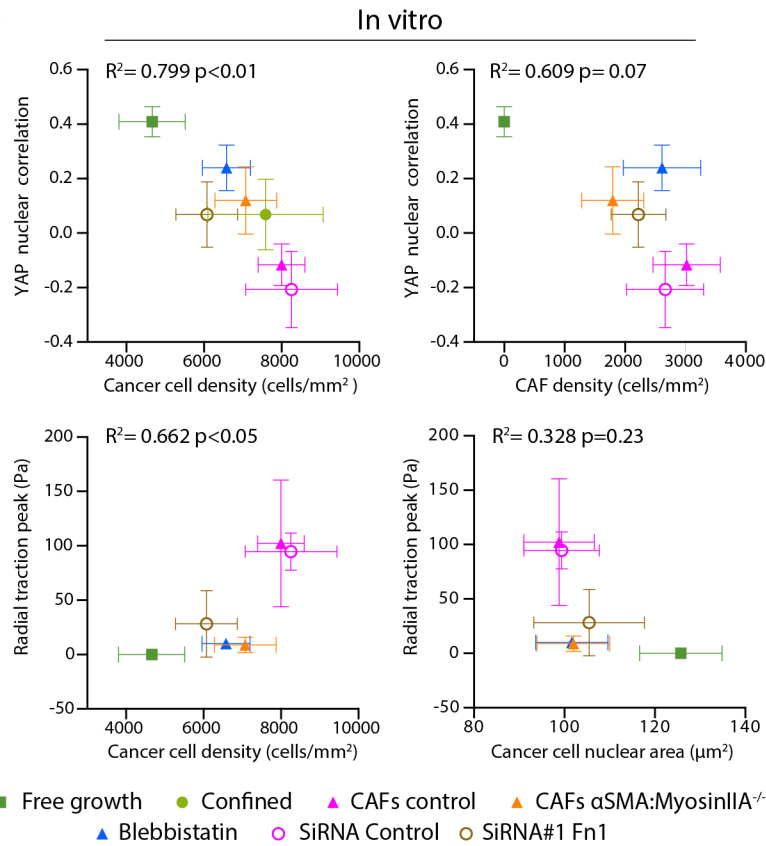 In vitro
R²= 0.799 p<0.01
YAP nuclear correlation
0.6
0.4
0.2
0.0
-0.2
-0.4
4000 6000 8000 10000
Cancer cell density (cells/mm²)
R²= 0.609 p= 0.07
YAP nuclear correlation
0.6
0.4
0.2
0.0
-0.2
-0.4
0 1000 2000 3000 4000
CAF density (cells/mm²)
R²= 0.662 p<0.05
Radial traction peak (Pa)
200
150
100
50
0
-50
4000 6000 8000 10000
Cancer cell density (cells/mm²)
R²= 0.328 p=0.23
Radial traction peak (Pa)
200
150
100
50
0
-50
80 100 120 140
Cancer cell nuclear area (µm²)
Free growth Confined CAFs control CAFs αSMA:MyosinIIA⁻/⁻
Blebbistatin SiRNA Control SiRNA#1 Fn1